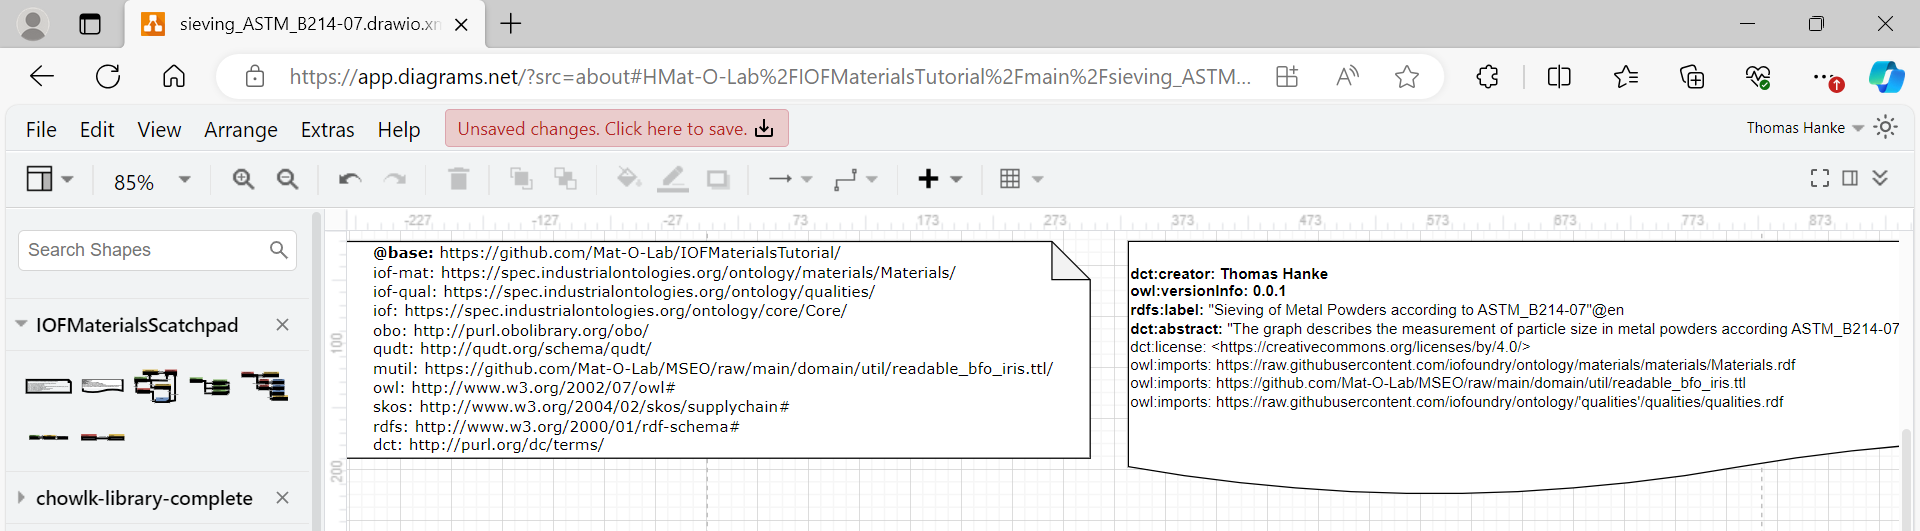 sieving_ASTM_B214-07.drawio.xn
https://app.diagrams.net/?src=about#HMat-O-Lab%2FIOFMaterialsTutorial%2Fmain%2Fsieving_ASTM...
File Edit View Arrange Extras Help Unsaved changes. Click here to save. Thomas Hanke
85%
-227 -127 -27 73 173 273 373 473 573 673 773 873
Search Shapes
IOFMaterialsScatchpad
chowlk-library-complete
100
200
@base: https://github.com/Mat-O-Lab/IOFMaterialsTutorial/
iof-mat: https://spec.industrialontologies.org/ontology/materials/Materials/
iof-qual: https://spec.industrialontologies.org/ontology/qualities/
iof: https://spec.industrialontologies.org/ontology/core/Core/
obo: http://purl.obolibrary.org/obo/
qudt: http://qudt.org/schema/qudt/
mutil: https://github.com/Mat-O-Lab/MSEO/raw/main/domain/util/readable_bfo_iris.ttl/
owl: http://www.w3.org/2002/07/owl#
skos: http://www.w3.org/2004/02/skos/supplychain#
rdfs: http://www.w3.org/2000/01/rdf-schema#
dct: http://purl.org/dc/terms/
dct:creator: Thomas Hanke
owl:versionInfo: 0.0.1
rdfs:label: "Sieving of Metal Powders according to ASTM_B214-07"@en
dct:abstract: "The graph describes the measurement of particle size in metal powders according ASTM_B214-07
dct:license: <https://creativecommons.org/licenses/by/4.0/>
owl:imports: https://raw.githubusercontent.com/iofoundry/ontology/materials/materials/Materials.rdf
owl:imports: https://github.com/Mat-O-Lab/MSEO/raw/main/domain/util/readable_bfo_iris.ttl
owl:imports: https://raw.githubusercontent.com/iofoundry/ontology/'qualities'/qualities/qualities.rdf